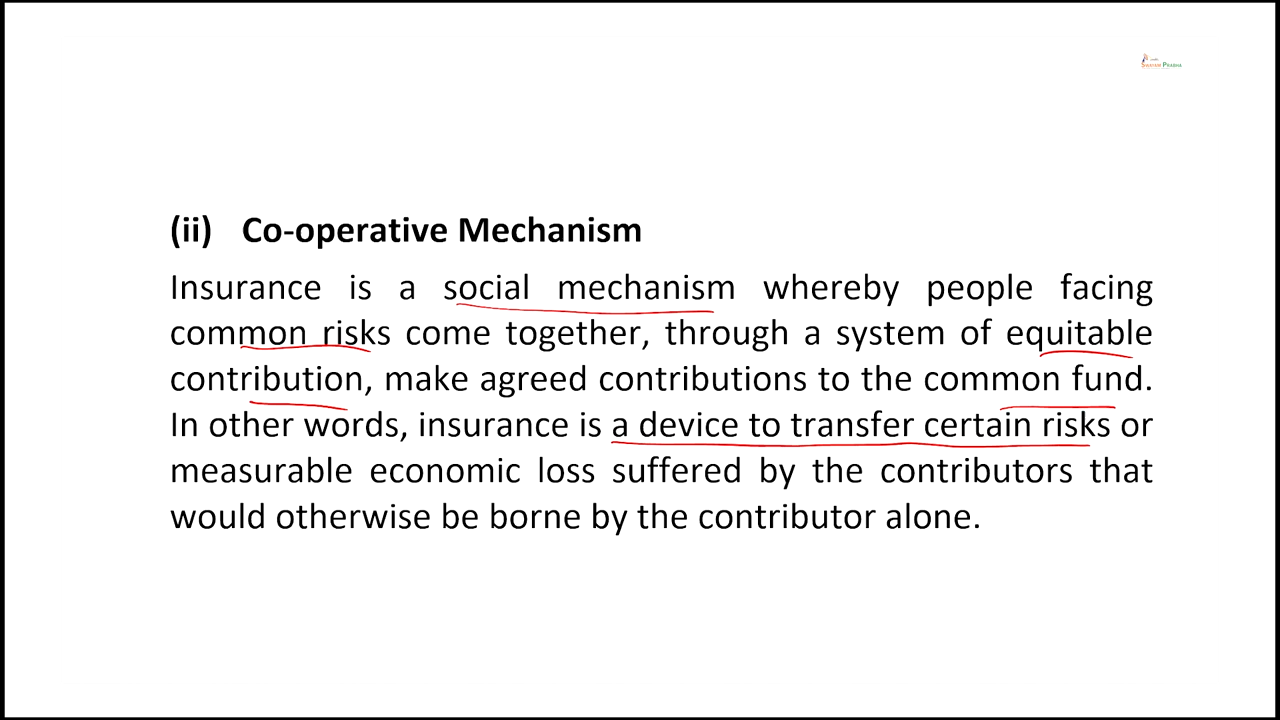 SWAYAM PRABHA
(ii) Co-operative Mechanism
Insurance is a social mechanism whereby people facing
common risks come together, through a system of equitable
contribution, make agreed contributions to the common fund.
In other words, insurance is a device to transfer certain risks or
measurable economic loss suffered by the contributors that
would otherwise be borne by the contributor alone.